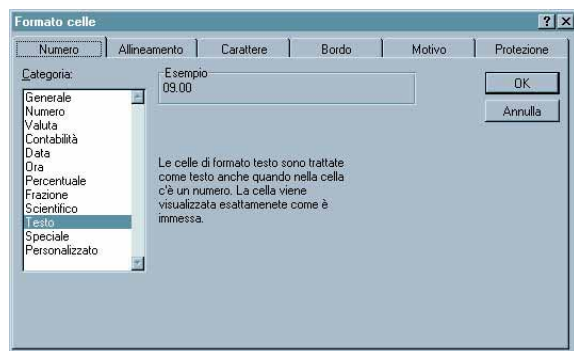 Formato celle
Numero Allineamento Carattere Bordo Motivo Protezione
Categoria:
Generale
Numero
Valuta
Contabilità
Data
Ora
Percentuale
Frazione
Scientifico
Testo
Speciale
Personalizzato
Esempio
09.00
Le celle di formato testo sono trattate
come testo anche quando nella cella
c'è un numero. La cella viene
visualizzata esattamenete come è
immessa.
OK
Annulla